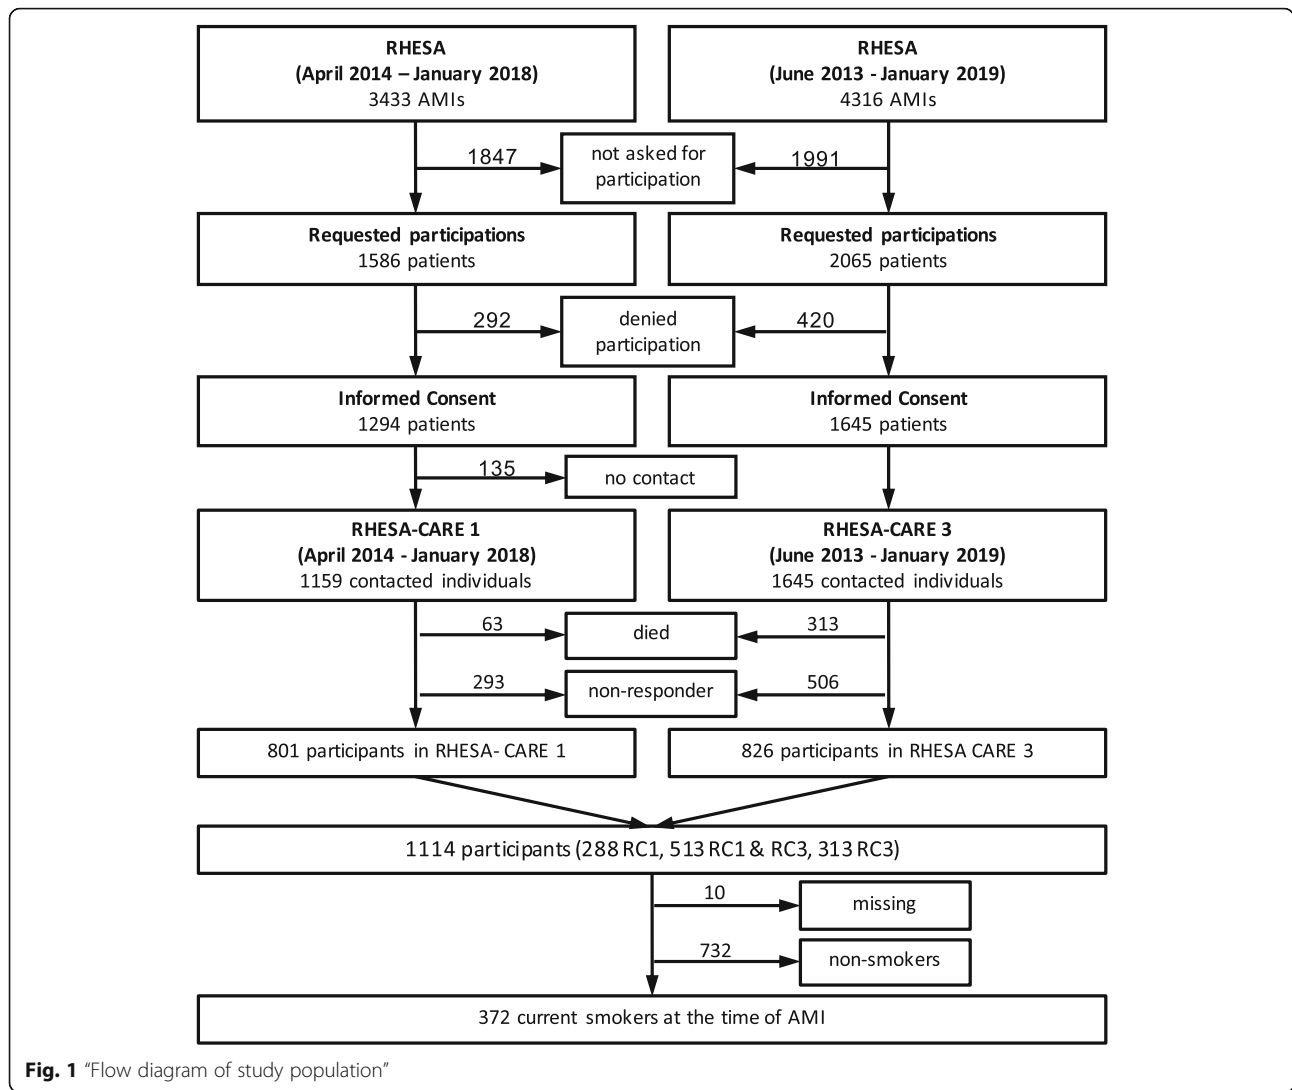 RHESA
(April 2014 – January 2018)
3433 AMIs
RHESA
(June 2013 - January 2019)
4316 AMIs
1847
not asked for
participation
1991
Requested participations
1586 patients
Requested participations
2065 patients
292
denied
participation
420
Informed Consent
1294 patients
Informed Consent
1645 patients
135
no contact
RHESA-CARE 1
(April 2014 - January 2018)
1159 contacted individuals
RHESA-CARE 3
(June 2013 - January 2019)
1645 contacted individuals
63
died
313
293
non-responder
506
801 participants in RHESA- CARE 1
826 participants in RHESA CARE 3
1114 participants (288 RC1, 513 RC1 & RC3, 313 RC3)
10
missing
732
non-smokers
372 current smokers at the time of AMI
Fig. 1 “Flow diagram of study population”